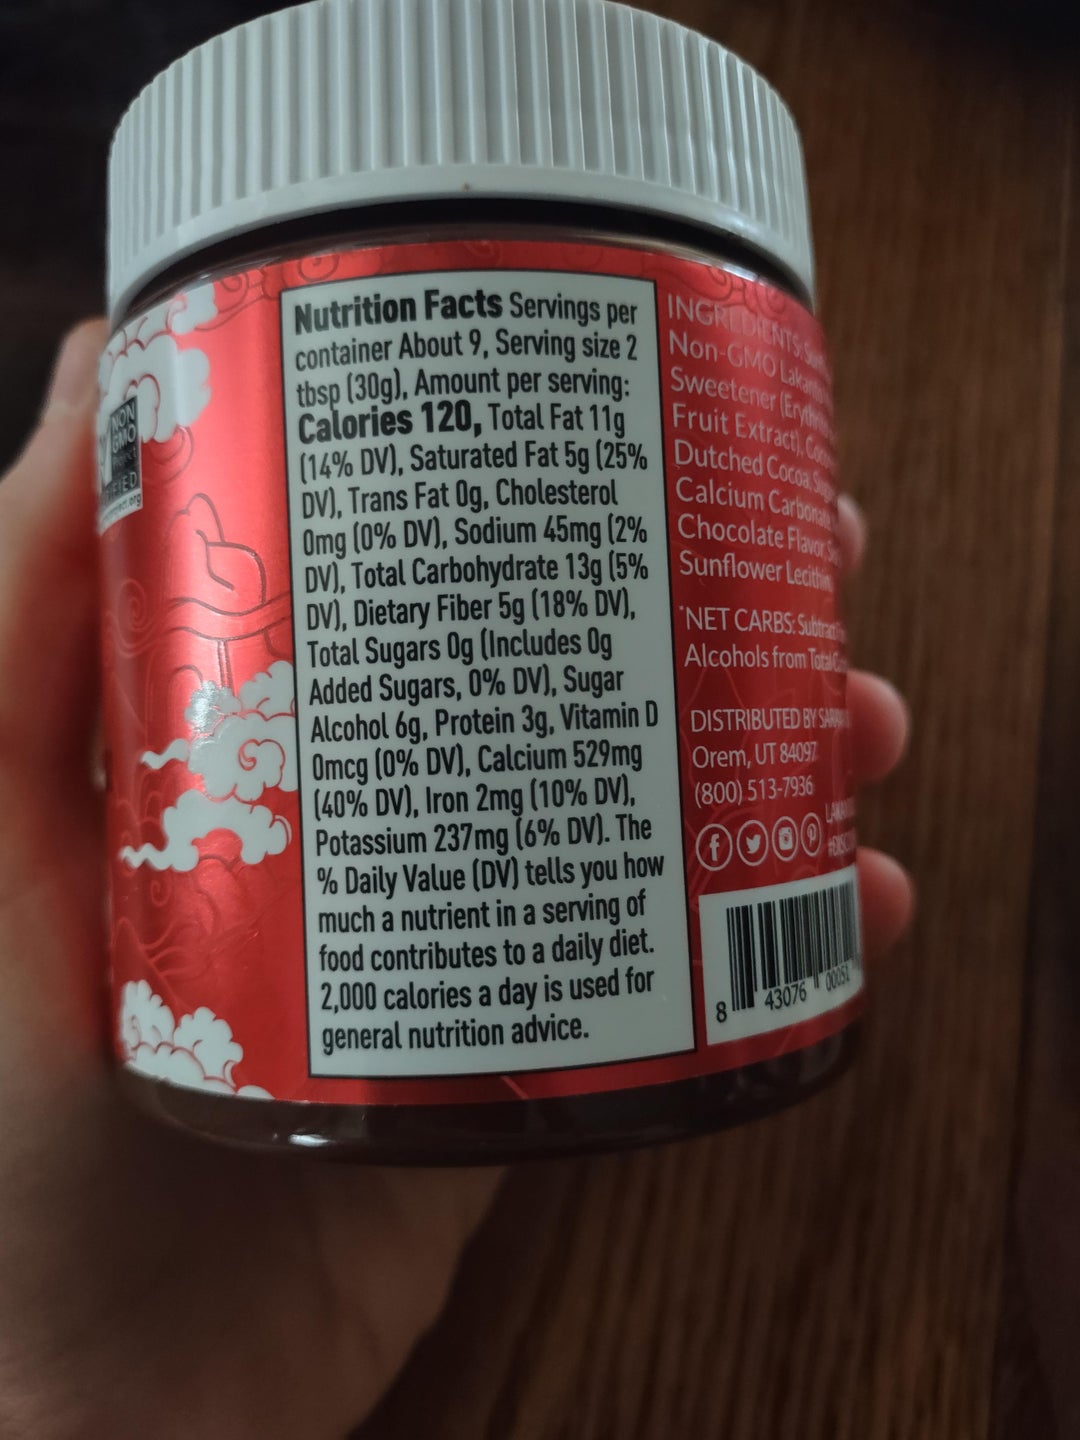 NON
GMO
Nutrition Facts Servings per
container About 9, Serving size 2
tbsp (30g), Amount per serving:
Calories 120, Total Fat 11g
(14% DV), Saturated Fat 5g (25%
DV), Trans Fat 0g, Cholesterol
0mg (0% DV), Sodium 45mg (2%
DV), Total Carbohydrate 13g (5%
DV), Dietary Fiber 5g (18% DV),
Total Sugars 0g (Includes 0g
Added Sugars, 0% DV), Sugar
Alcohol 6g, Protein 3g, Vitamin D
0mcg (0% DV), Calcium 529mg
(40% DV), Iron 2mg (10% DV),
Potassium 237mg (6% DV). The
% Daily Value (DV) tells you how
much a nutrient in a serving of
food contributes to a daily diet.
2,000 calories a day is used for
general nutrition advice.
INGREDIENTS:
Non-GMO Lakanto
Sweetener
Fruit Extract),
Dutched Cocoa,
Calcium Carbonate,
Chocolate Flavor,
Sunflower Lecithin
*NET CARBS: Subtract
Alcohols from Total
DISTRIBUTED BY
Orem, UT 84097
(800) 513-7936
8 43076 00051